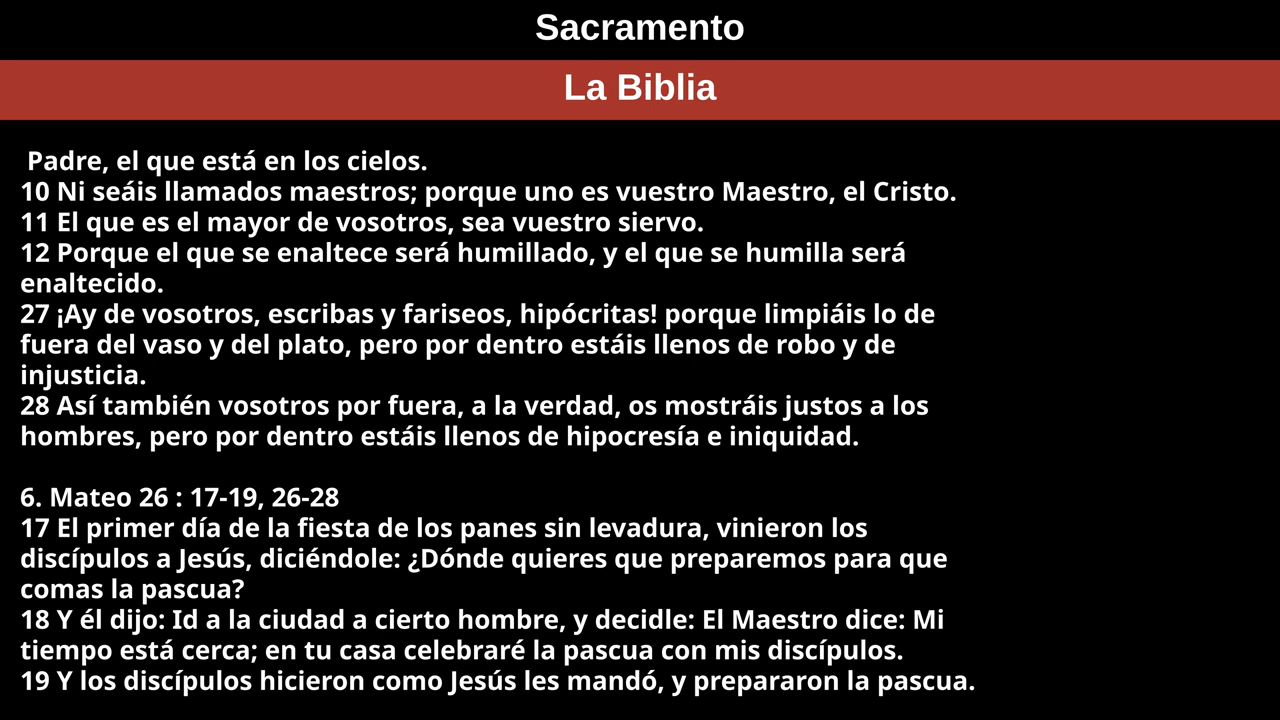 Sacramento
La Biblia
Padre, el que está en los cielos.
10 Ni seáis llamados maestros; porque uno es vuestro Maestro, el Cristo.
11 El que es el mayor de vosotros, sea vuestro siervo.
12 Porque el que se enaltece será humillado, y el que se humilla será
enaltecido.
27 ¡Ay de vosotros, escribas y fariseos, hipócritas! porque limpiáis lo de
fuera del vaso y del plato, pero por dentro estáis llenos de robo y de
injusticia.
28 Así también vosotros por fuera, a la verdad, os mostráis justos a los
hombres, pero por dentro estáis llenos de hipocresía e iniquidad.
6. Mateo 26 : 17-19, 26-28
17 El primer día de la fiesta de los panes sin levadura, vinieron los
discípulos a Jesús, diciéndole: ¿Dónde quieres que preparemos para que
comas la pascua?
18 Y él dijo: Id a la ciudad a cierto hombre, y decidle: El Maestro dice: Mi
tiempo está cerca; en tu casa celebraré la pascua con mis discípulos.
19 Y los discípulos hicieron como Jesús les mandó, y prepararon la pascua.